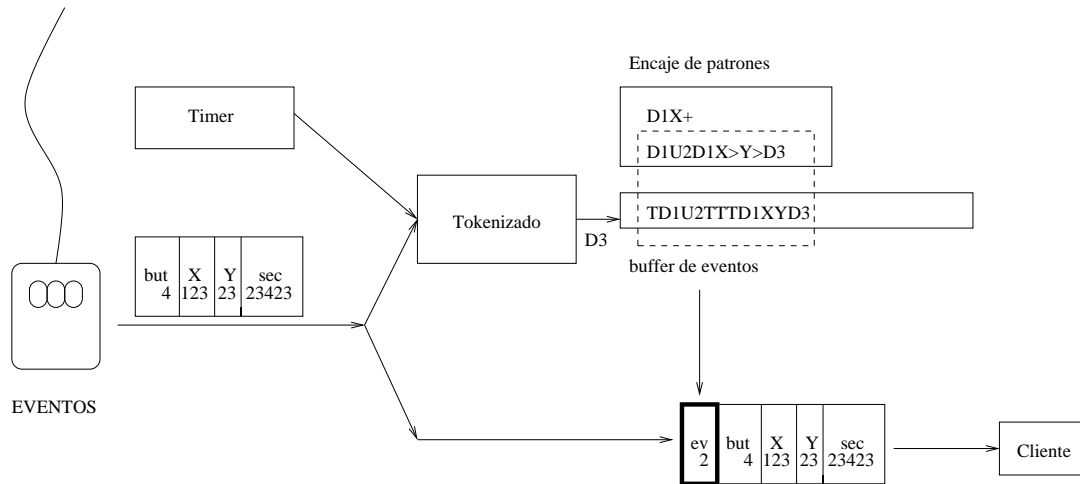 Encaje de patrones
Timer
D1X+
D1U2D1X>Y>D3
Tokenizado
TD1U2TTTD1XYD3
D3
buffer de eventos
but X Y sec
4 123 23 23423
EVENTOS
ev but X Y sec
2 4 123 23 23423
Cliente